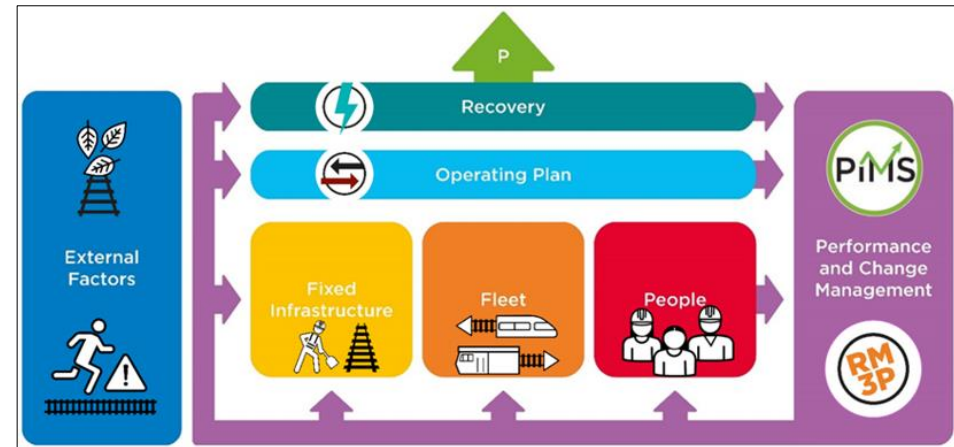 P
Recovery
Operating Plan
External
Factors
Fixed
Infrastructure
Fleet
People
PiMS
Performance
and Change
Management
RM
3P